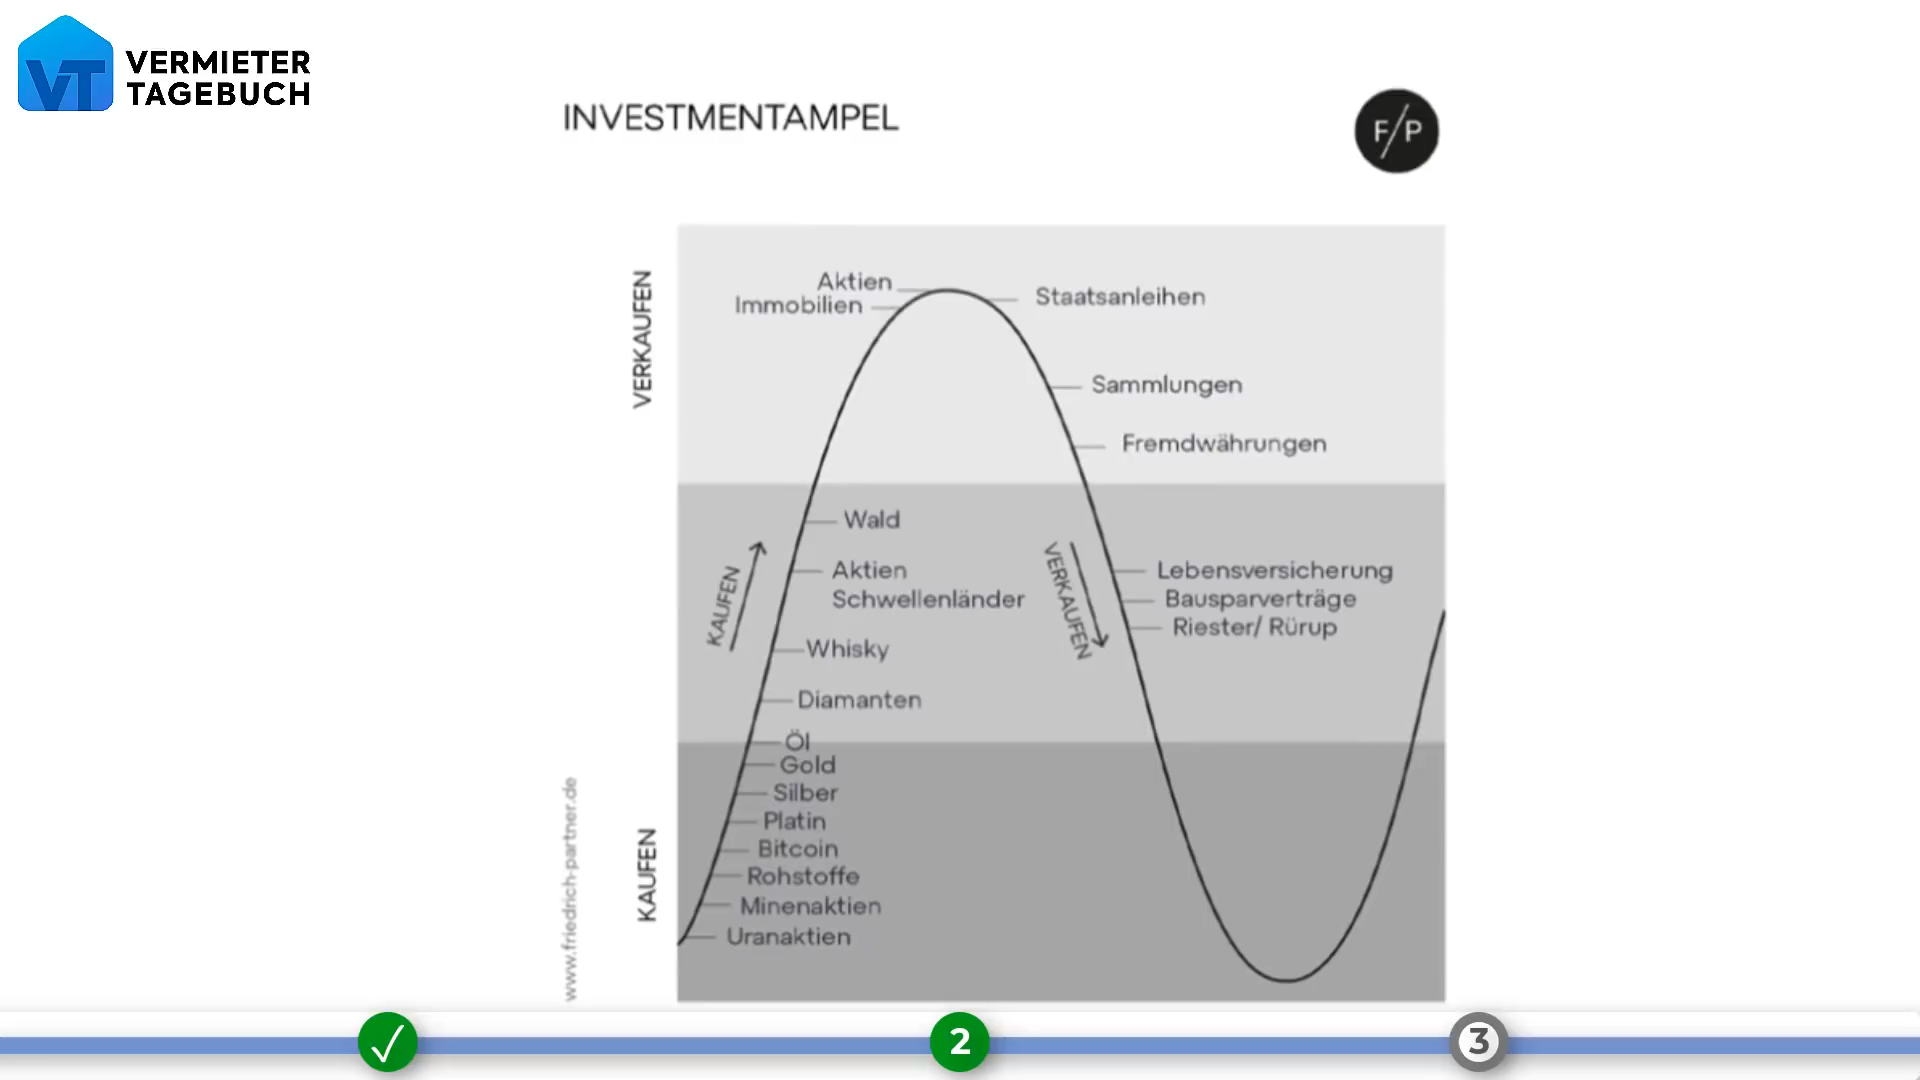 VT
VERMIETER
TAGEBUCH
INVESTMENTAMPEL
F/P
VERKAUFEN
Aktien
Immobilien
Staatsanleihen
Sammlungen
Fremdwährungen
Wald
KAUFEN
Aktien
Schwellenländer
VERKAUFEN
Lebensversicherung
Bausparverträge
Riester/ Rürup
Whisky
Diamanten
Öl
Gold
Silber
Platin
Bitcoin
Rohstoffe
Minenaktien
Uranaktien
KAUFEN
www.friedrich-partner.de
2
3